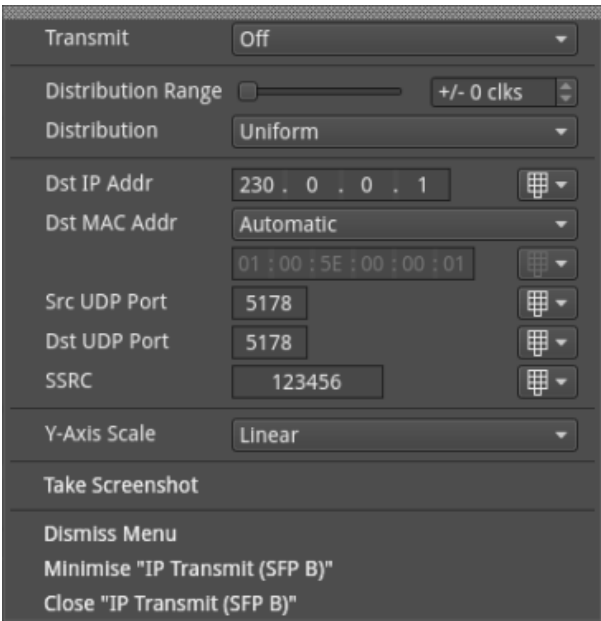 Transmit Off
Distribution Range +/- 0 clks
Distribution Uniform
Dst IP Addr 230 . 0 . 0 . 1
Dst MAC Addr Automatic
01 : 00 : 5E : 00 : 00 : 01
Src UDP Port 5178
Dst UDP Port 5178
SSRC 123456
Y-Axis Scale Linear
Take Screenshot
Dismiss Menu
Minimise "IP Transmit (SFP B)"
Close "IP Transmit (SFP B)"